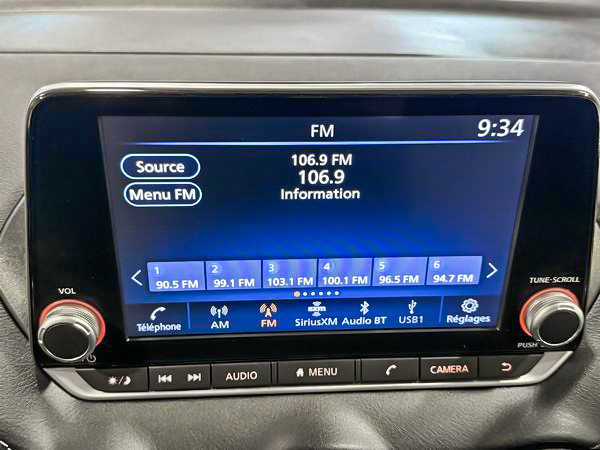 FM
9:34
Source
106.9 FM
106.9
Menu FM
Information
1 2 3 4 5 6
90.5 FM 99.1 FM 103.1 FM 100.1 FM 96.5 FM 94.7 FM
TUNE-SCROLL
VOL
sxm
Téléphone AM FM SiriusXM Audio BT USB1 Réglages
PUSH
AUDIO MENU CAMERA